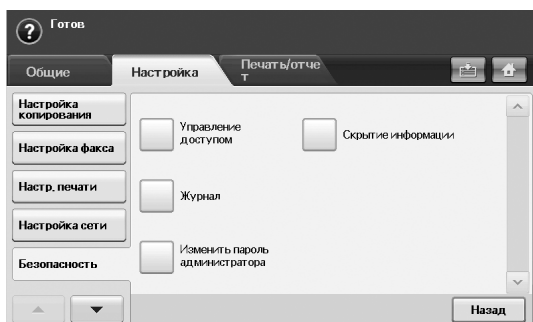 ?
Готов
Общие
Настройка
Печать/отче
т
Настройка
копирования
Настройка факса
Настр. печати
Настройка сети
Безопасность
Управление
доступом
Скрытие информации
Журнал
Изменить пароль
администратора
Назад